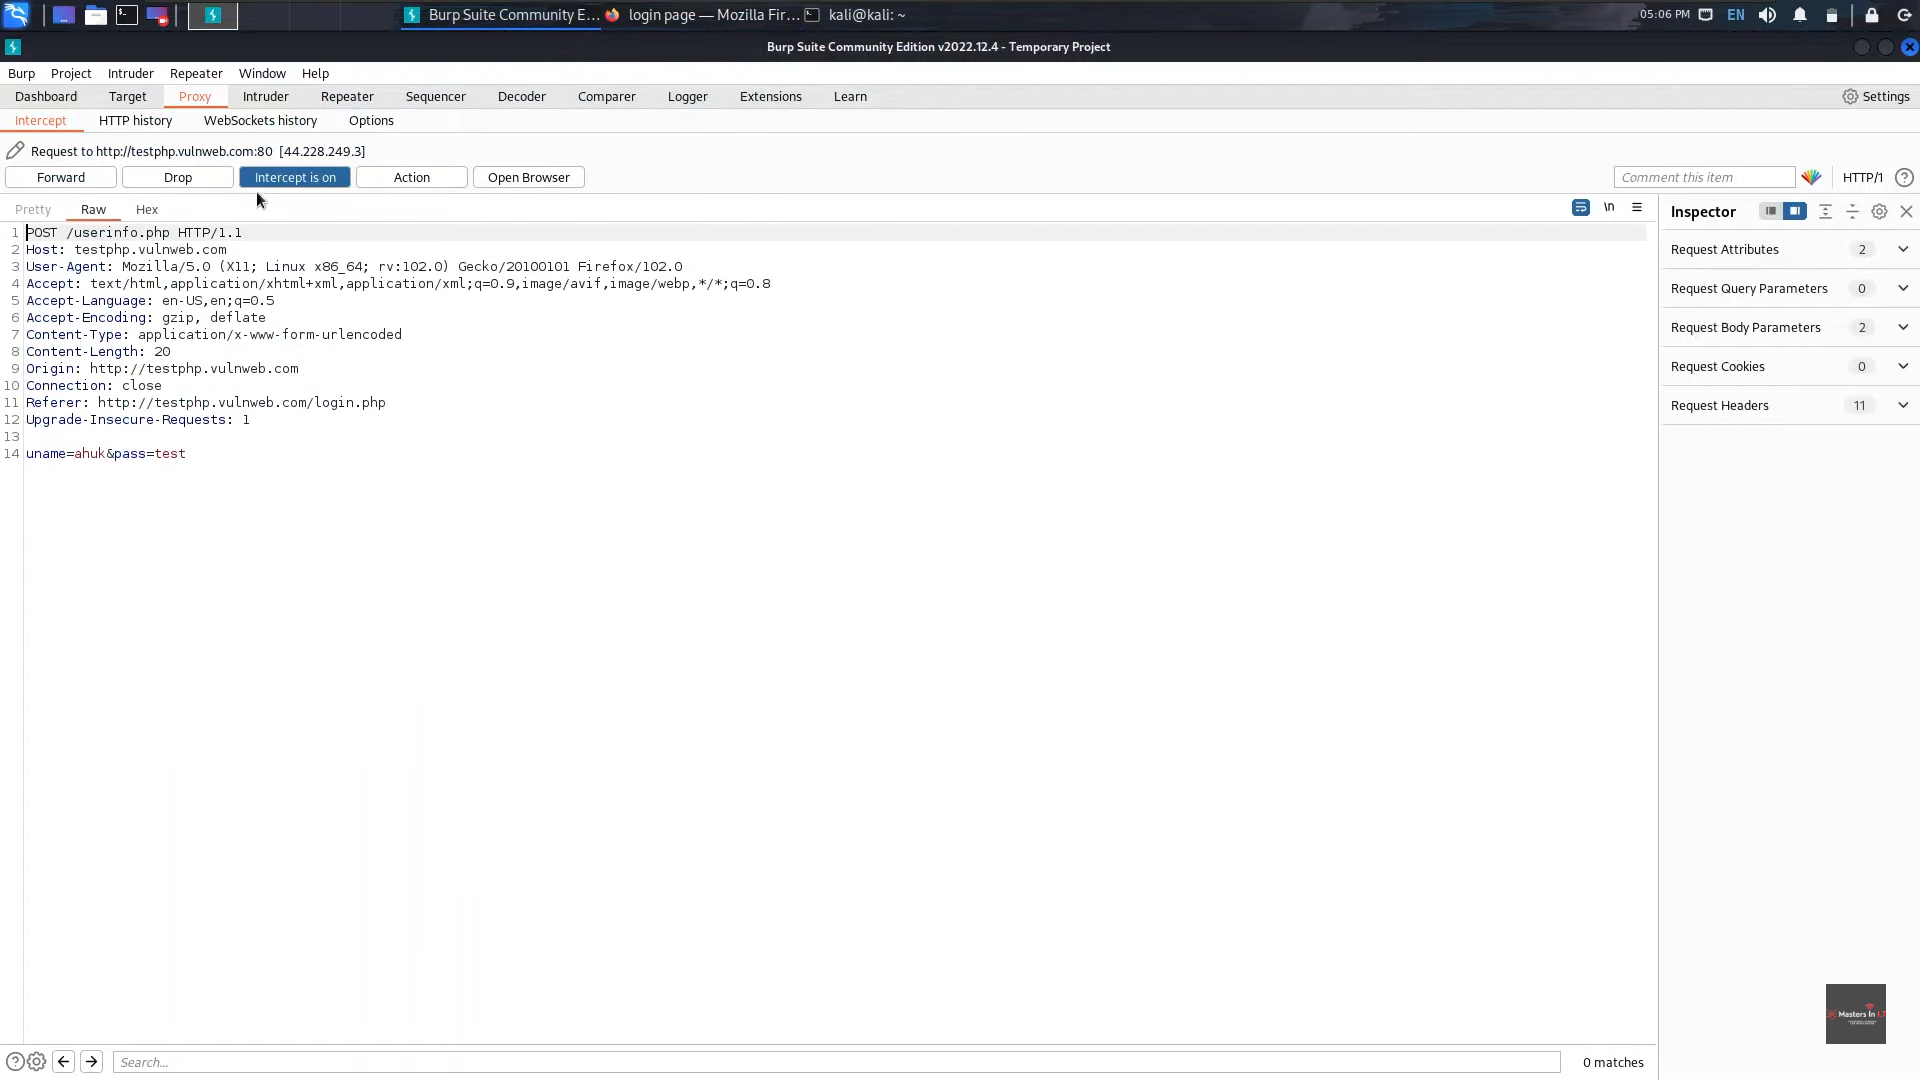 Burp Suite Community E... login page — Mozilla Fir... kali@kali: ~ 05:06 PM EN
Burp Suite Community Edition v2022.12.4 - Temporary Project
Burp Project Intruder Repeater Window Help
Dashboard Target Proxy Intruder Repeater Sequencer Decoder Comparer Logger Extensions Learn Settings
Intercept HTTP history WebSockets history Options
Request to http://testphp.vulnweb.com:80 [44.228.249.3]
Forward Drop Intercept is on Action Open Browser Comment this item HTTP/1 ?
Pretty Raw Hex \n Inspector
1 POST /userinfo.php HTTP/1.1
2 Host: testphp.vulnweb.com
3 User-Agent: Mozilla/5.0 (X11; Linux x86_64; rv:102.0) Gecko/20100101 Firefox/102.0
4 Accept: text/html,application/xhtml+xml,application/xml;q=0.9,image/avif,image/webp,*/*;q=0.8
5 Accept-Language: en-US,en;q=0.5
6 Accept-Encoding: gzip, deflate
7 Content-Type: application/x-www-form-urlencoded
8 Content-Length: 20
9 Origin: http://testphp.vulnweb.com
10 Connection: close
11 Referer: http://testphp.vulnweb.com/login.php
12 Upgrade-Insecure-Requests: 1
13
14 uname=ahuk&pass=test
Request Attributes 2
Request Query Parameters 0
Request Body Parameters 2
Request Cookies 0
Request Headers 11
Masters In I.T
? Search... 0 matches